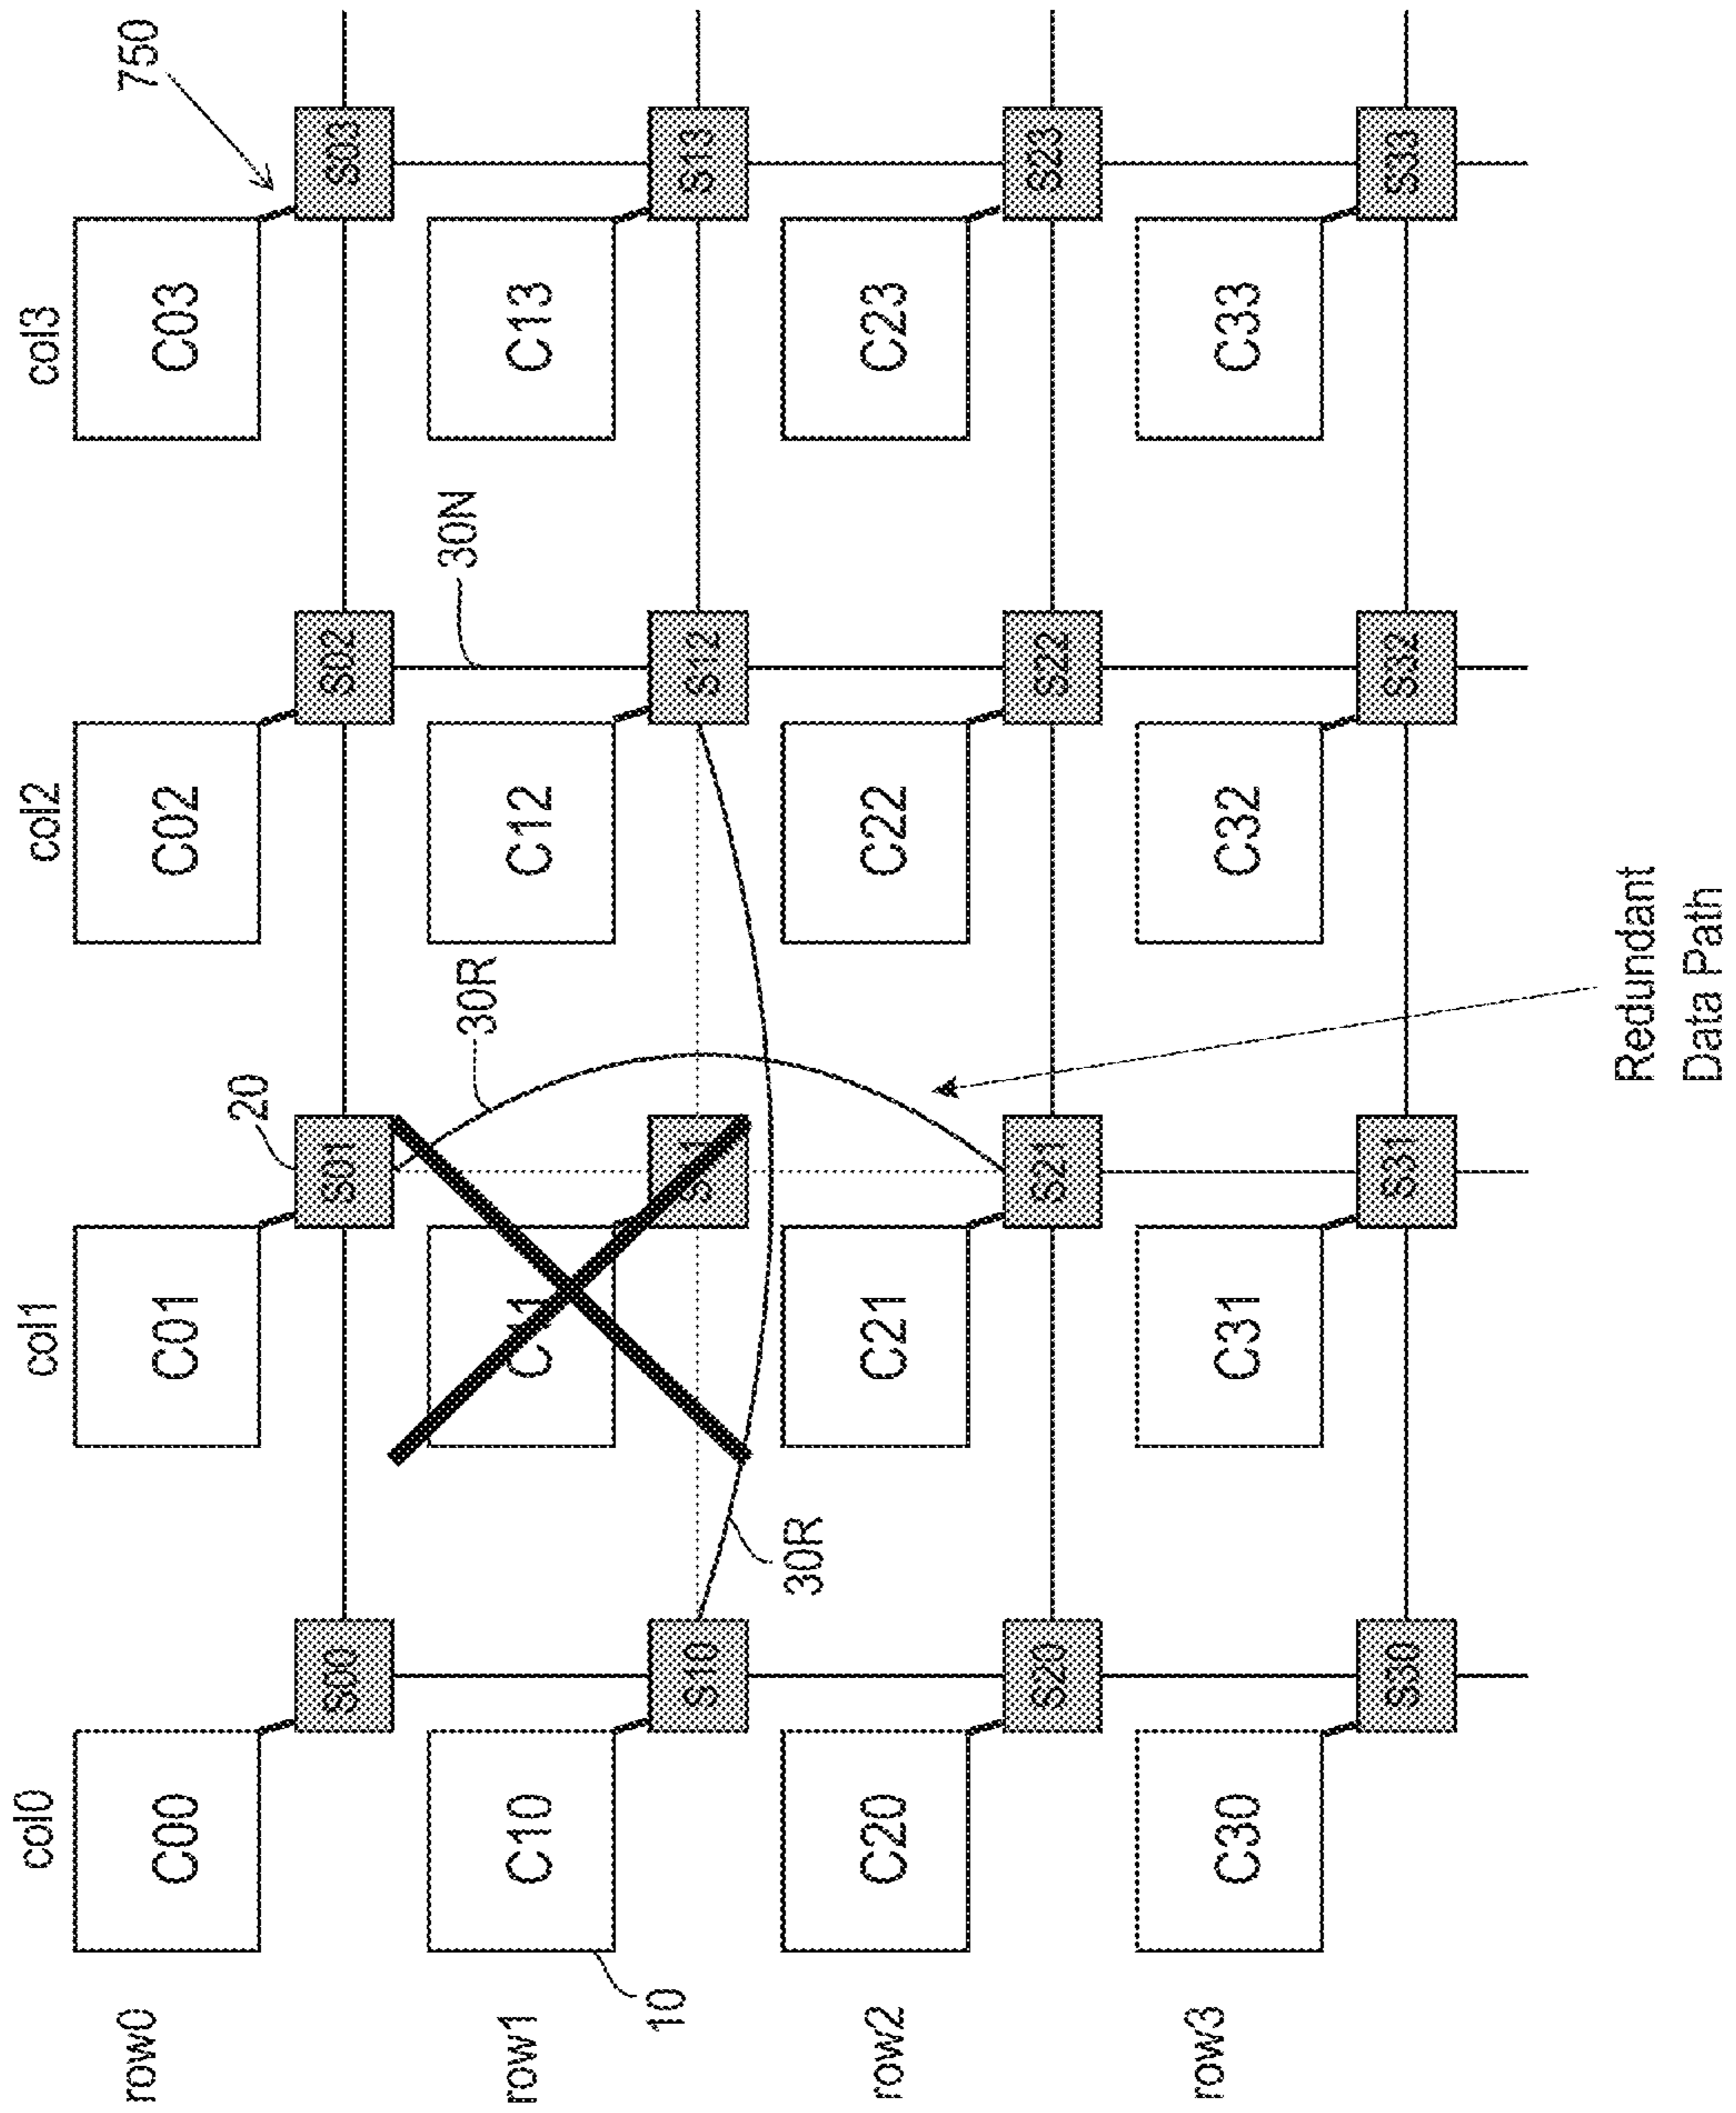 col0
col1
col2
col3
750
row0
C00
C01
C02
C03
20
S00
S01
S02
S03
30R
30N
row1
C10
C11
C12
C13
10
S10
S12
S13
30R
row2
C20
C21
C22
C23
S20
S21
S22
S23
row3
C30
C31
C32
C33
S30
S31
S32
S33
Redundant
Data Path